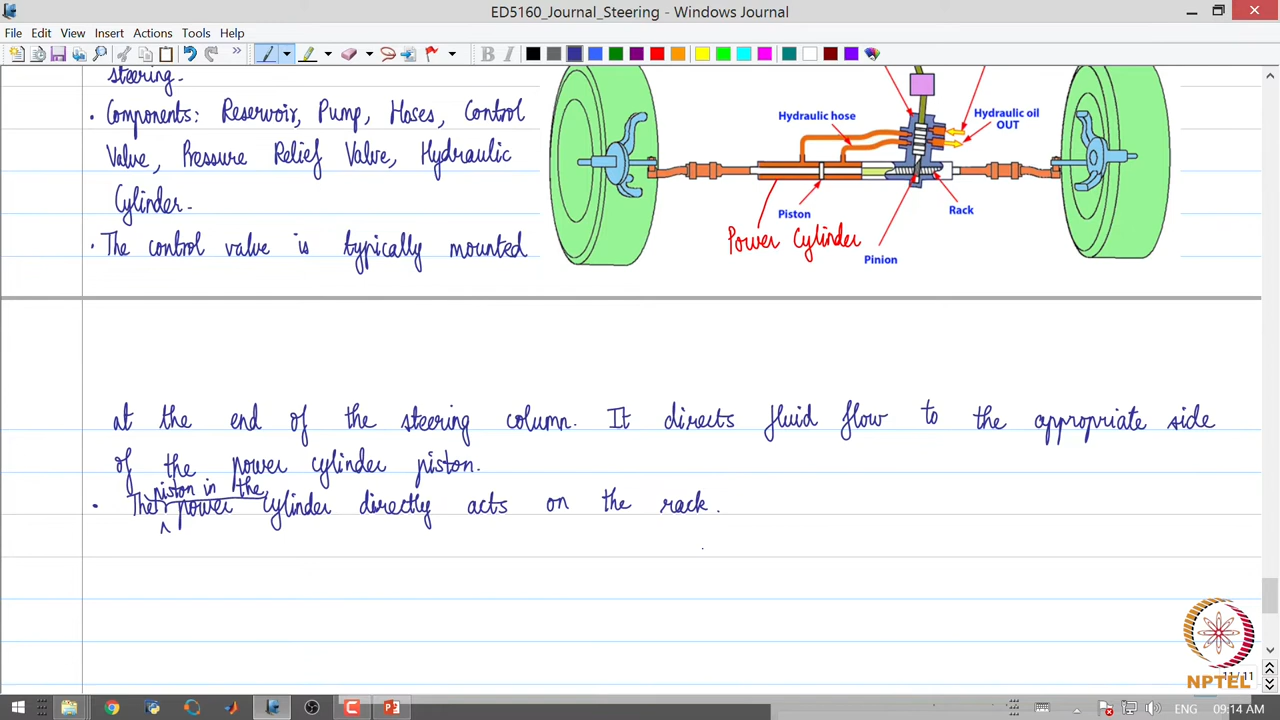 ED5160_Journal_Steering - Windows Journal
File Edit View Insert Actions Tools Help
steering.
• Components: Reservoir, Pump, Hoses, Control
Valve, Pressure Relief Valve, Hydraulic
Cylinder.
• The control valve is typically mounted
Hydraulic hose
Hydraulic oil
OUT
Piston
Rack
Power Cylinder
Pinion
at the end of the steering column. It directs fluid flow to the appropriate side
of the power cylinder piston.
piston in the
• The ^ power cylinder directly acts on the rack.
NPTEL
11/11
ENG 09:14 AM